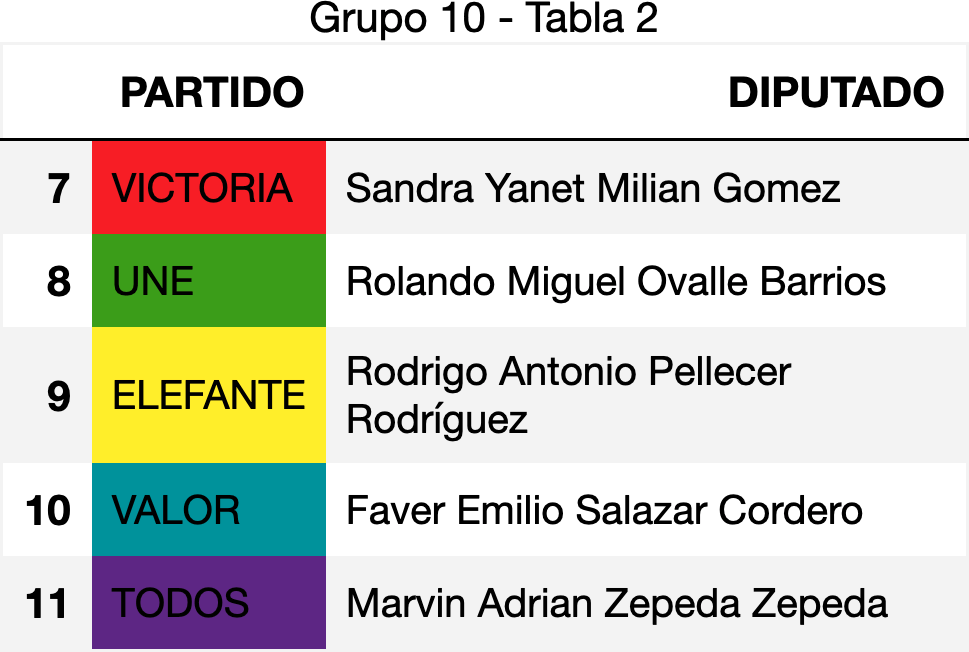 Grupo 10 - Tabla 2
PARTIDO DIPUTADO
7 VICTORIA Sandra Yanet Milian Gomez
8 UNE Rolando Miguel Ovalle Barrios
9 ELEFANTE Rodrigo Antonio Pellecer
Rodríguez
10 VALOR Faver Emilio Salazar Cordero
11 TODOS Marvin Adrian Zepeda Zepeda